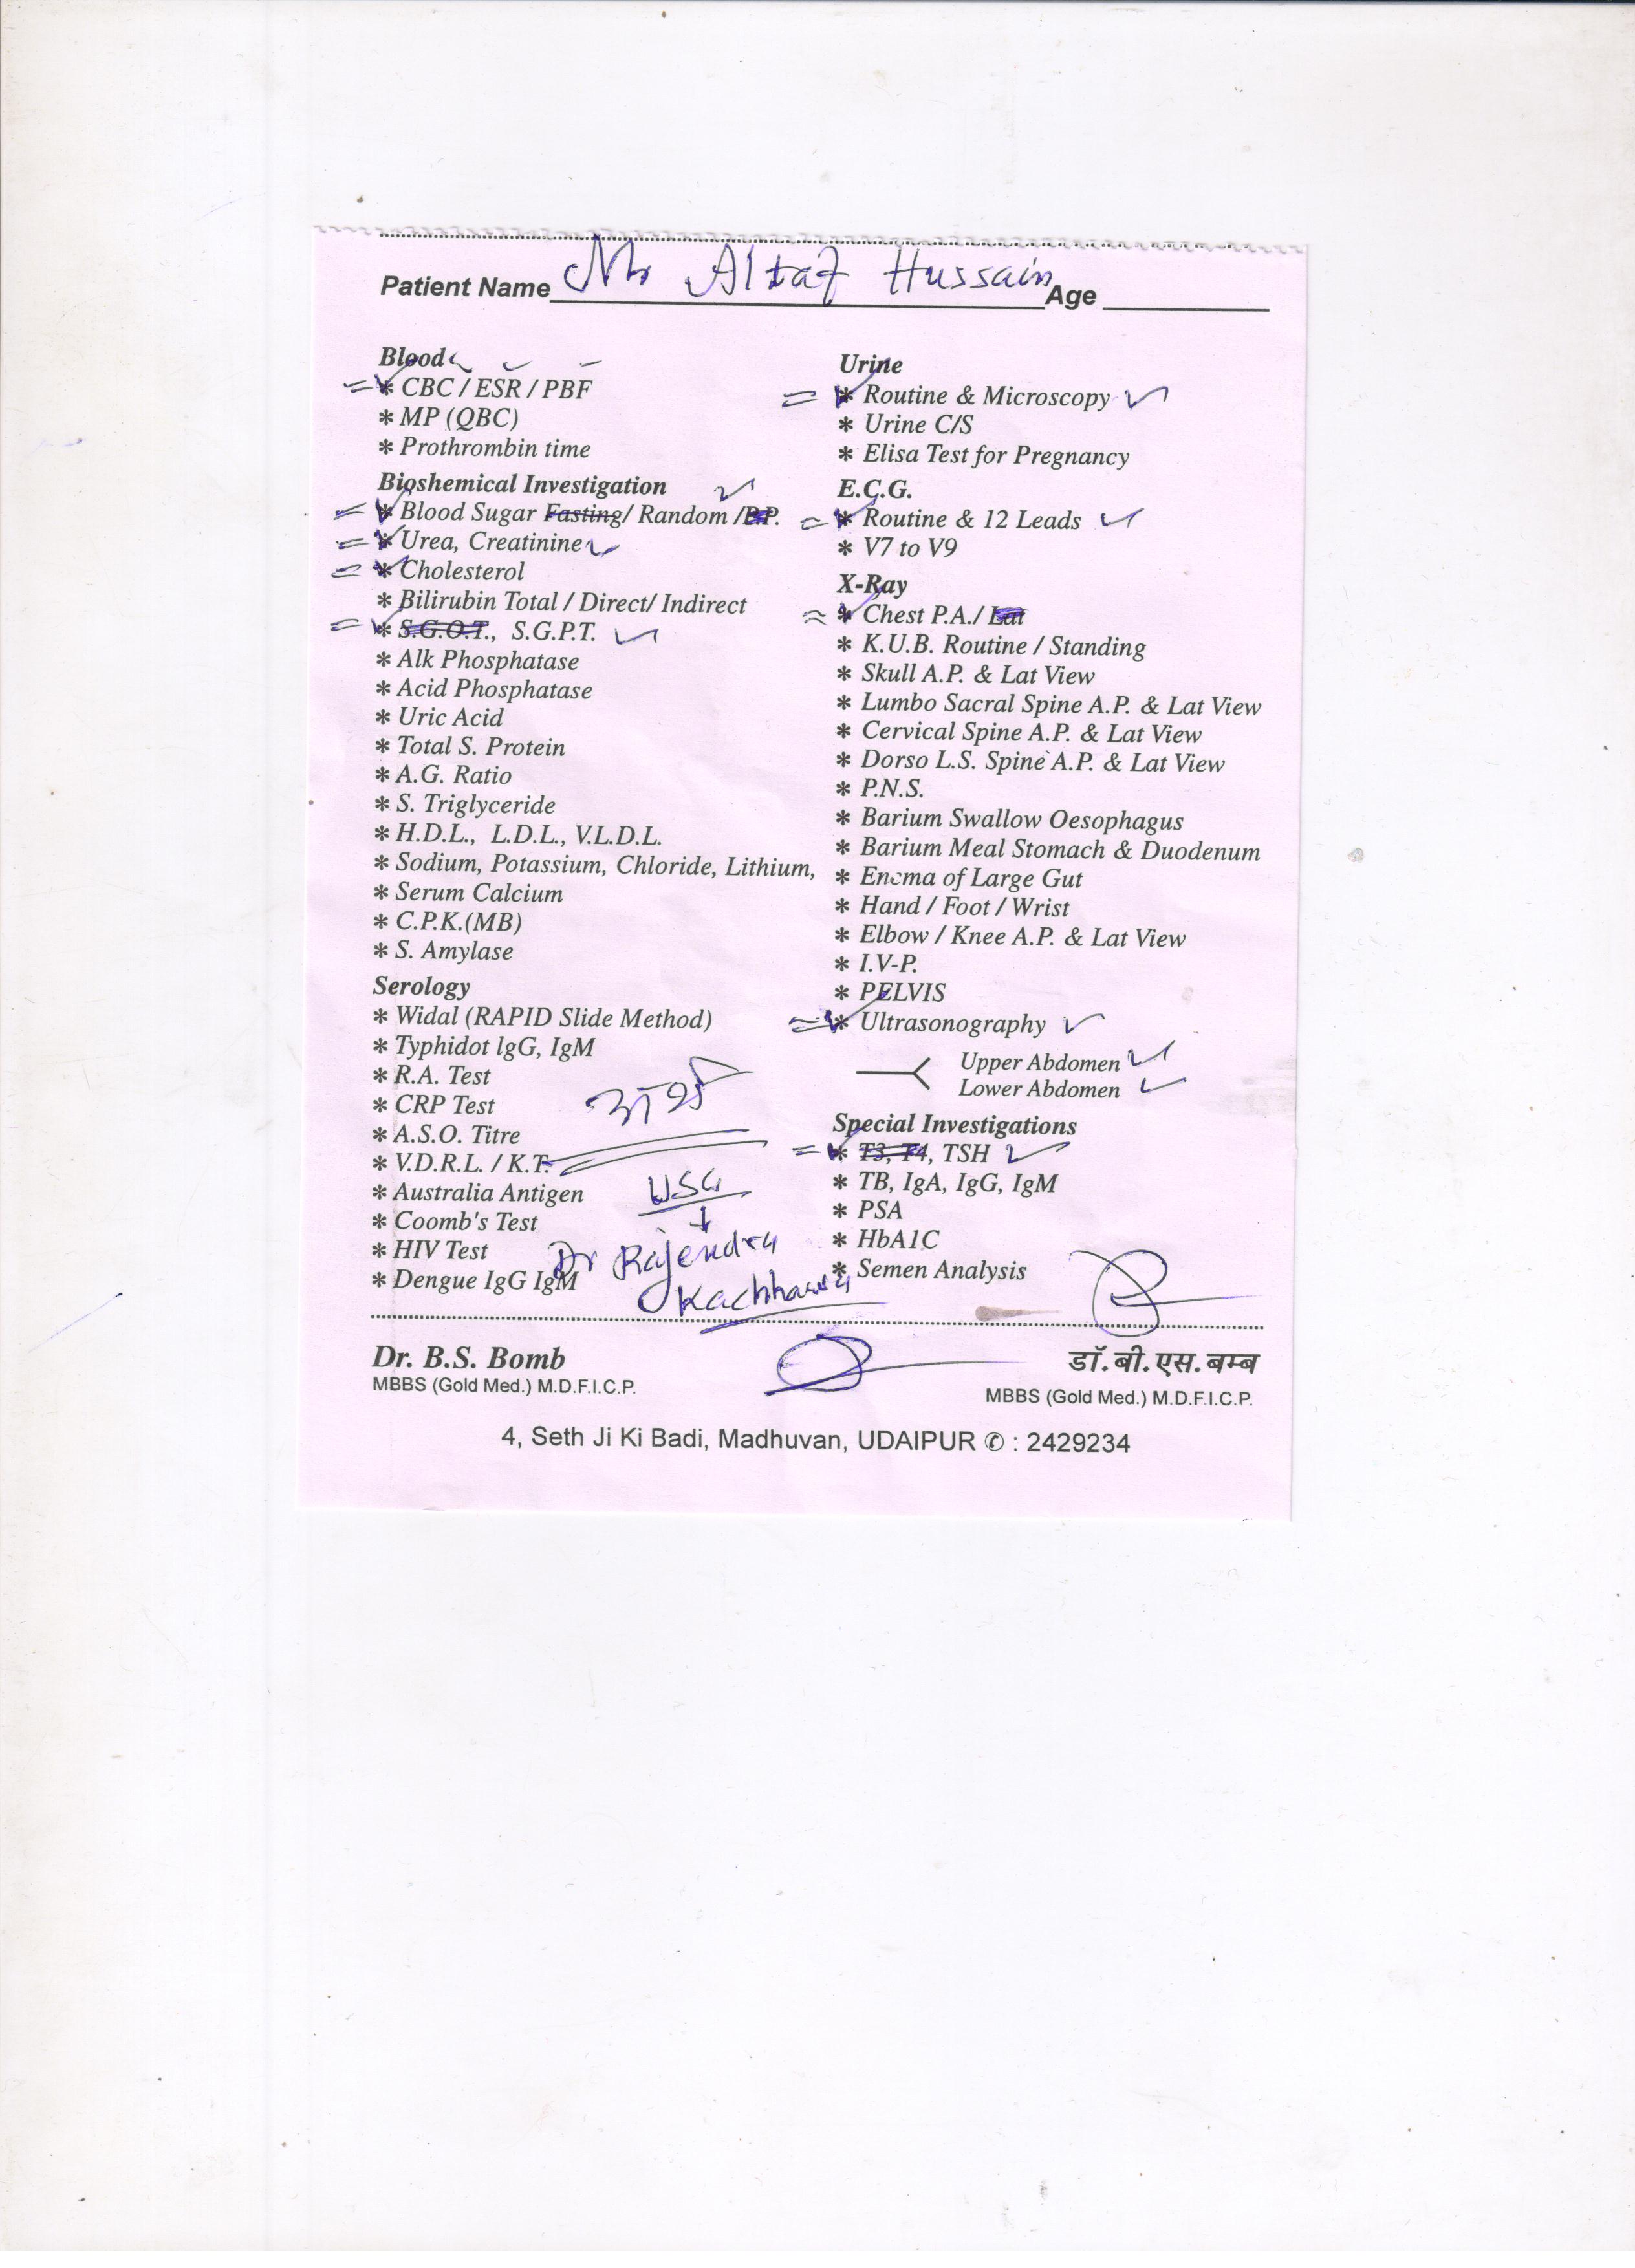 Patient Name Mr Altaf Hussain Age
Blood
* CBC / ESR / PBF
* MP (QBC)
* Prothrombin time
Bioshemical Investigation
* Blood Sugar Fasting/ Random /P.P.
* Urea, Creatinine
* Cholesterol
* Bilirubin Total / Direct/ Indirect
* S.G.O.T., S.G.P.T.
* Alk Phosphatase
* Acid Phosphatase
* Uric Acid
* Total S. Protein
* A.G. Ratio
* S. Triglyceride
* H.D.L., L.D.L., V.L.D.L.
* Sodium, Potassium, Chloride, Lithium,
* Serum Calcium
* C.P.K.(MB)
* S. Amylase
Serology
* Widal (RAPID Slide Method)
* Typhidot lgG, IgM
* R.A. Test
* CRP Test
* A.S.O. Titre
* V.D.R.L. / K.T.
* Australia Antigen
* Coomb's Test
* HIV Test
* Dengue IgG IgM
USG
Dr Rajendra
Kachhawa
Urine
* Routine & Microscopy
* Urine C/S
* Elisa Test for Pregnancy
E.C.G.
* Routine & 12 Leads
* V7 to V9
X-Ray
* Chest P.A./ Lat
* K.U.B. Routine / Standing
* Skull A.P. & Lat View
* Lumbo Sacral Spine A.P. & Lat View
* Cervical Spine A.P. & Lat View
* Dorso L.S. Spine A.P. & Lat View
* P.N.S.
* Barium Swallow Oesophagus
* Barium Meal Stomach & Duodenum
* Enema of Large Gut
* Hand / Foot / Wrist
* Elbow / Knee A.P. & Lat View
* I.V-P.
* PELVIS
* Ultrasonography
Upper Abdomen
Lower Abdomen
Special Investigations
* T3, T4, TSH
* TB, IgA, IgG, IgM
* PSA
* HbA1C
* Semen Analysis
Dr. B.S. Bomb
MBBS (Gold Med.) M.D.F.I.C.P.
डॉ. बी. एस. बम्ब
MBBS (Gold Med.) M.D.F.I.C.P.
4, Seth Ji Ki Badi, Madhuvan, UDAIPUR ✆ : 2429234